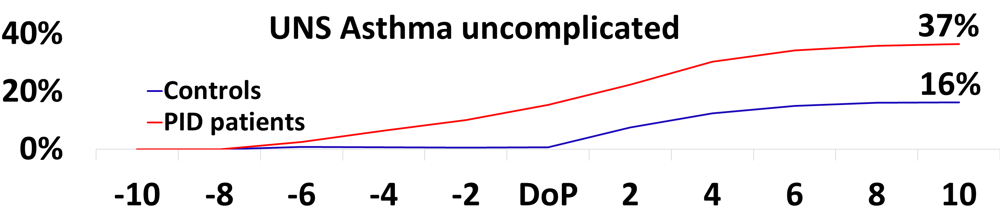 UNS Asthma uncomplicated
40%
20%
0%
Controls
PID patients
37%
16%
-10 -8 -6 -4 -2 DoP 2 4 6 8 10